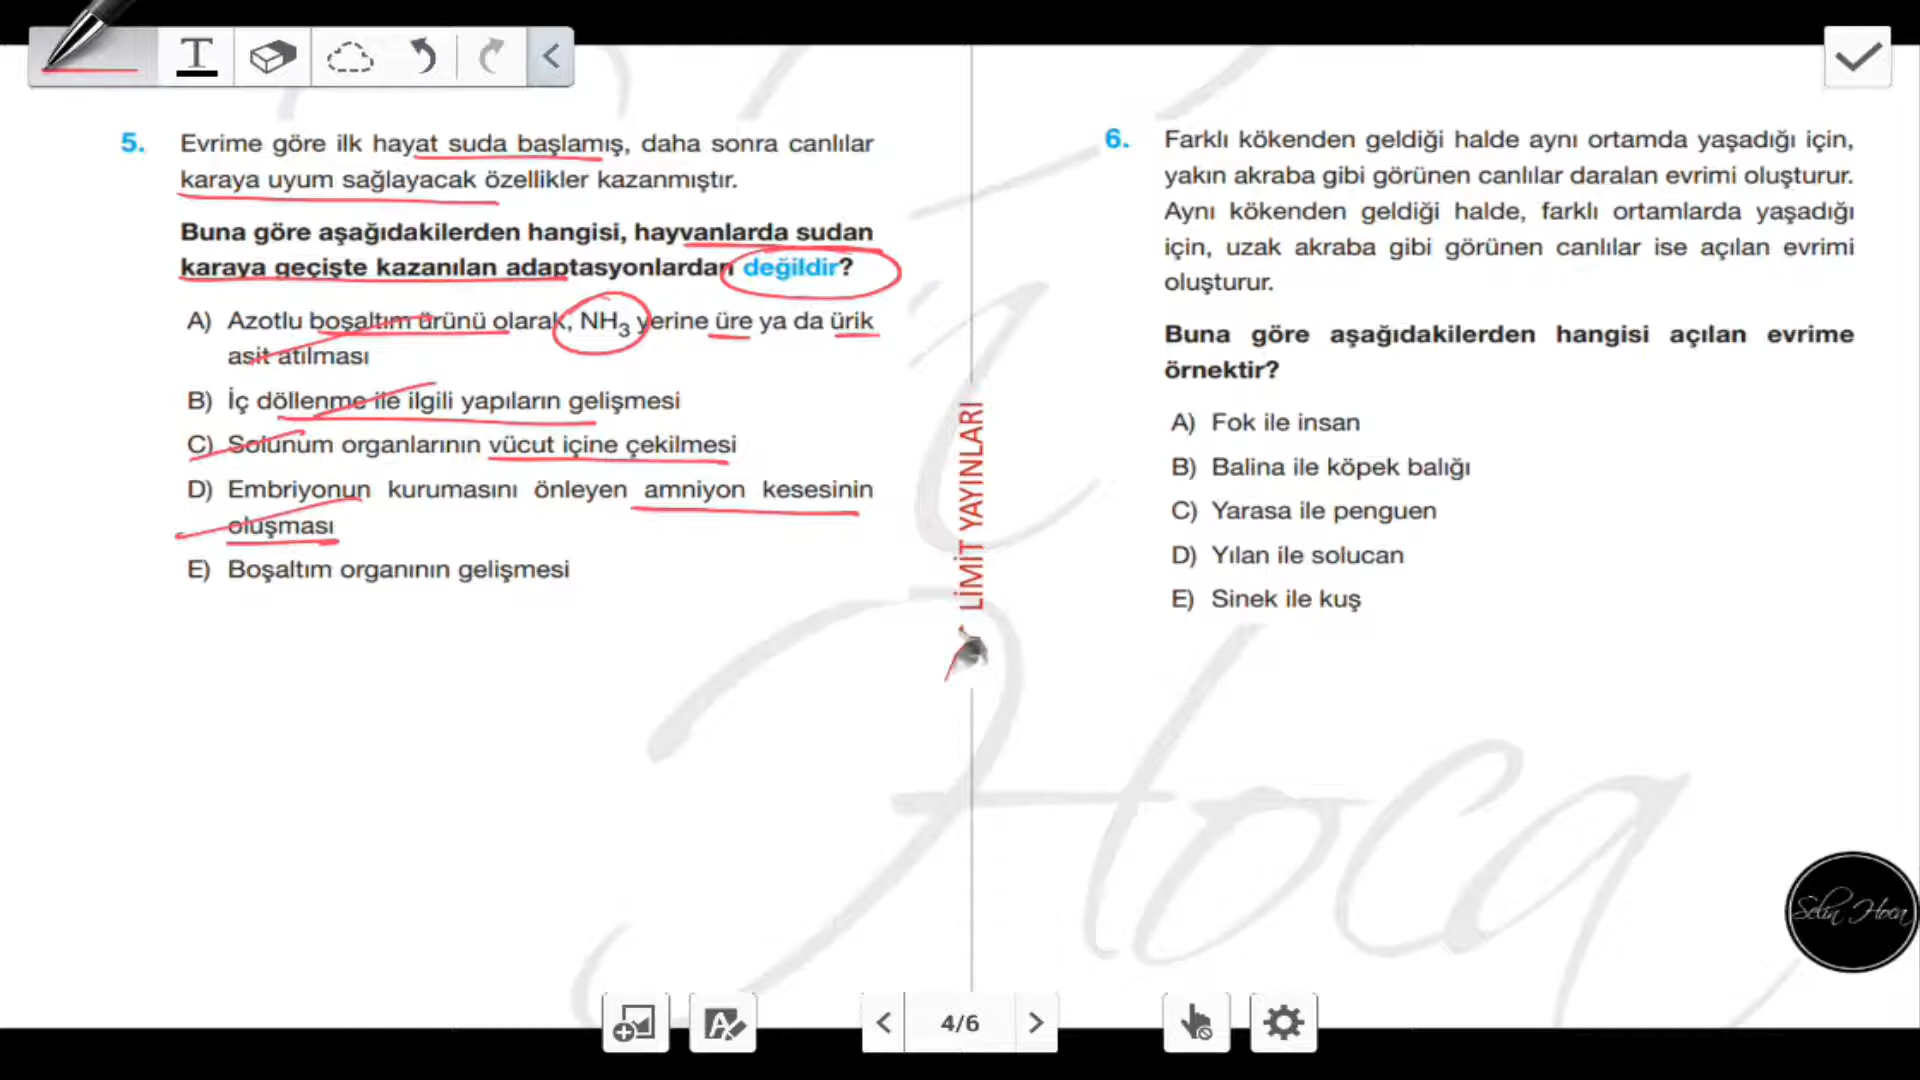 T
5. Evrime göre ilk hayat suda başlamış, daha sonra canlılar
karaya uyum sağlayacak özellikler kazanmıştır.
Buna göre aşağıdakilerden hangisi, hayvanlarda sudan
karaya geçişte kazanılan adaptasyonlardan değildir?
A) Azotlu boşaltım ürünü olarak, NH3 yerine üre ya da ürik
asit atılması
B) İç döllenme ile ilgili yapıların gelişmesi
C) Solunum organlarının vücut içine çekilmesi
D) Embriyonun kurumasını önleyen amniyon kesesinin
oluşması
E) Boşaltım organının gelişmesi
LİMİT YAYINLARI
6. Farklı kökenden geldiği halde aynı ortamda yaşadığı için,
yakın akraba gibi görünen canlılar daralan evrimi oluşturur.
Aynı kökenden geldiği halde, farklı ortamlarda yaşadığı
için, uzak akraba gibi görünen canlılar ise açılan evrimi
oluşturur.
Buna göre aşağıdakilerden hangisi açılan evrime
örnektir?
A) Fok ile insan
B) Balina ile köpek balığı
C) Yarasa ile penguen
D) Yılan ile solucan
E) Sinek ile kuş
Hoca
Selin Hoca
A
4/6